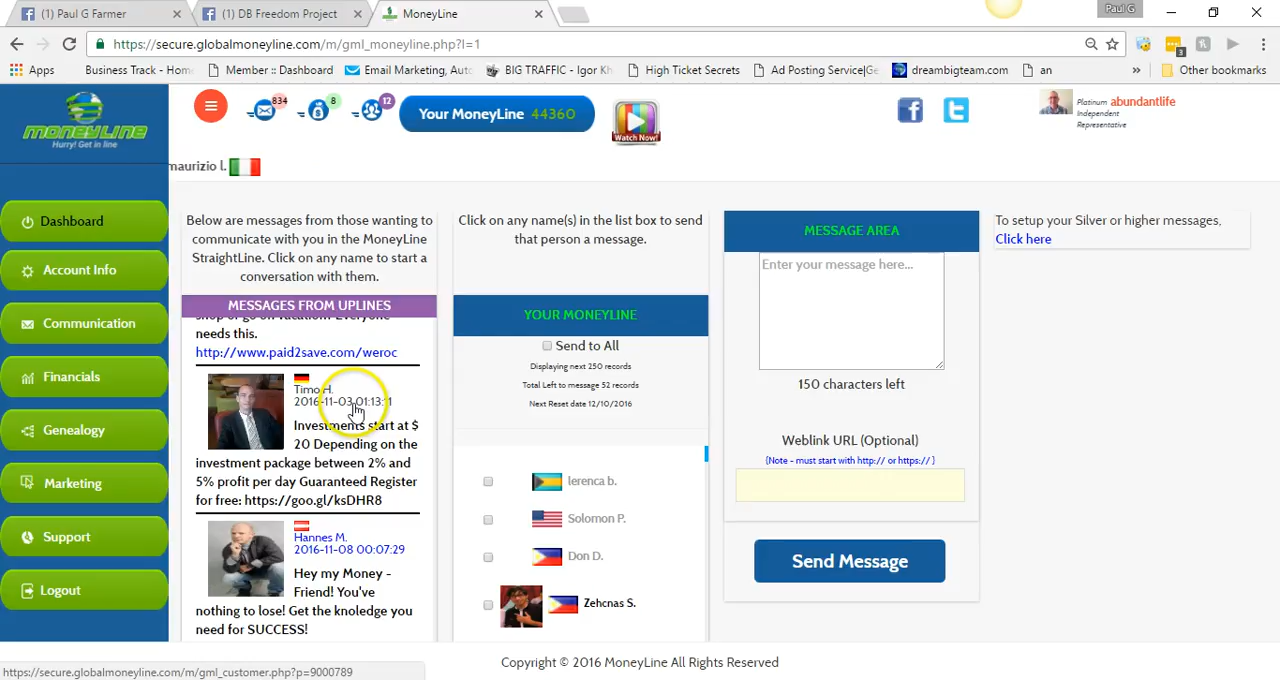 (1) Paul G Farmer
(1) DB Freedom Project
MoneyLine
Paul G
https://secure.globalmoneyline.com/m/gml_moneyline.php?l=1
3
Apps
Business Track - Hom
Member :: Dashboard
Email Marketing, Auto
BIG TRAFFIC - Igor Kh
High Ticket Secrets
Ad Posting Service|Ge
dreambigteam.com
an
»
Other bookmarks
MONEYLINE
Hurry! Get in line
834
8
12
Your MoneyLine 44360
Watch Now!
Platinum abundantlife
Independent
Representative
maurizio l.
Dashboard
Account Info
Communication
Financials
Genealogy
Marketing
Support
Logout
Below are messages from those wanting to
communicate with you in the MoneyLine
StraightLine. Click on any name to start a
conversation with them.
MESSAGES FROM UPLINES
shop or go on vacation! Everyone
needs this.
http://www.paid2save.com/weroc
Timo H.
2016-11-03 01:13:11
Investments start at $
20 Depending on the
investment package between 2% and
5% profit per day Guaranteed Register
for free: https://goo.gl/ksDHR8
Hannes M.
2016-11-08 00:07:29
Hey my Money -
Friend! You've
nothing to lose! Get the knoledge you
need for SUCCESS!
Click on any name(s) in the list box to send
that person a message.
YOUR MONEYLINE
Send to All
Displaying next 250 records
Total Left to message 52 records
Next Reset date 12/10/2016
lerenca b.
Solomon P.
Don D.
Zehcnas S.
MESSAGE AREA
Enter your message here...
150 characters left
Weblink URL (Optional)
(Note - must start with http:// or https:// )
Send Message
To setup your Silver or higher messages,
Click here
Copyright © 2016 MoneyLine All Rights Reserved
https://secure.globalmoneyline.com/m/gml_customer.php?p=9000789